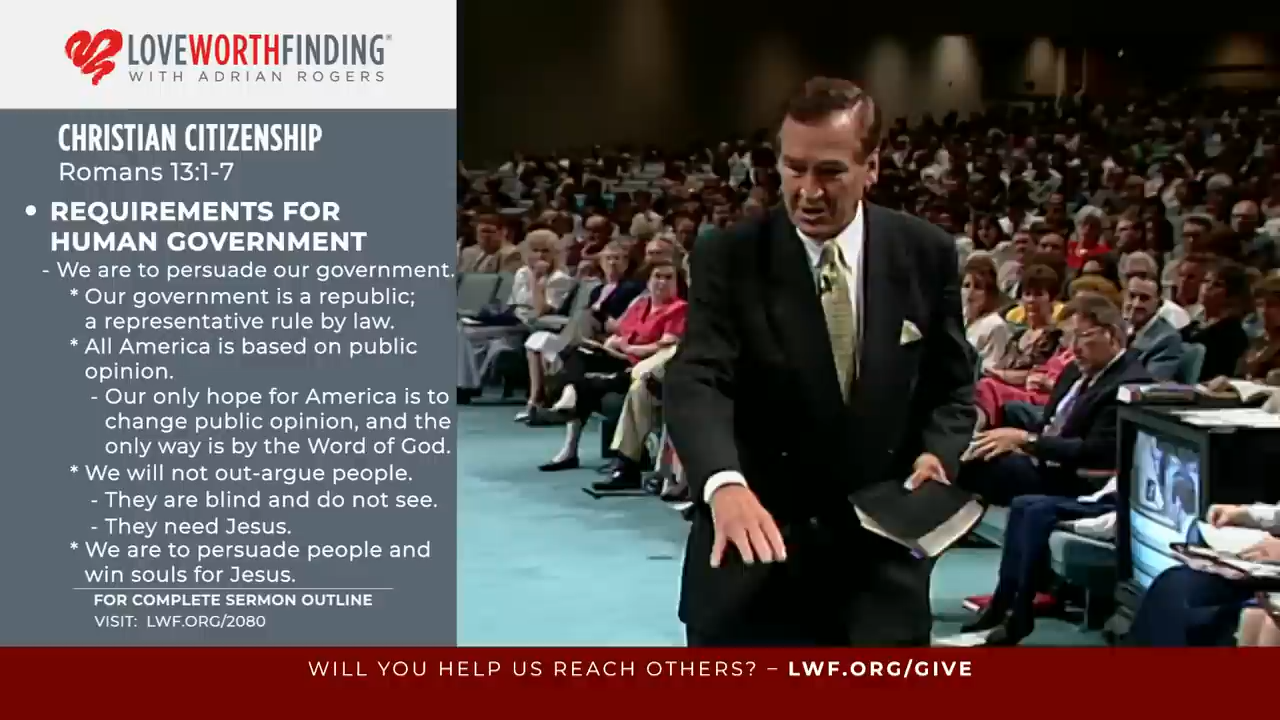 LOVEWORTHFINDING®
WITH ADRIAN ROGERS
CHRISTIAN CITIZENSHIP
Romans 13:1-7
• REQUIREMENTS FOR
HUMAN GOVERNMENT
- We are to persuade our government.
* Our government is a republic;
a representative rule by law.
* All America is based on public
opinion.
- Our only hope for America is to
change public opinion, and the
only way is by the Word of God.
* We will not out-argue people.
- They are blind and do not see.
- They need Jesus.
* We are to persuade people and
win souls for Jesus.
FOR COMPLETE SERMON OUTLINE
VISIT: LWF.ORG/2080
WILL YOU HELP US REACH OTHERS? – LWF.ORG/GIVE